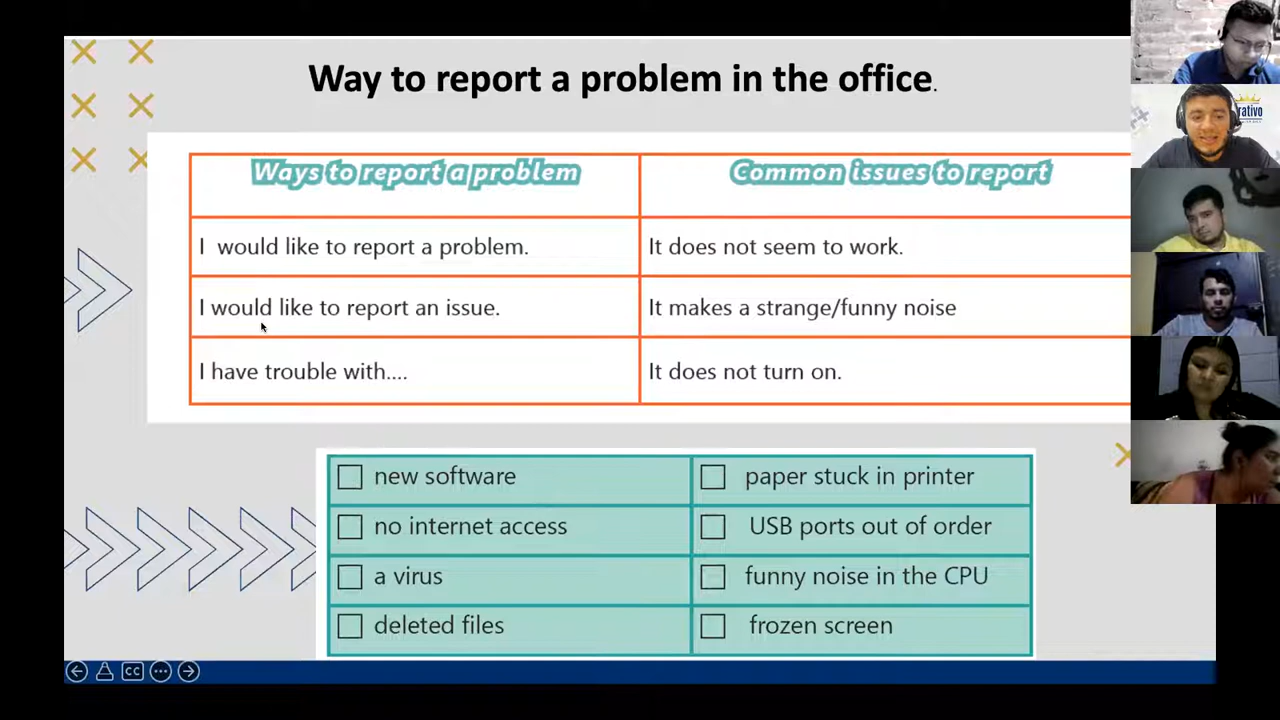 Way to report a problem in the office.
rativo
Ways to report a problem
Common issues to report
I would like to report a problem.
It does not seem to work.
I would like to report an issue.
It makes a strange/funny noise
I have trouble with....
It does not turn on.
new software
paper stuck in printer
no internet access
USB ports out of order
a virus
funny noise in the CPU
deleted files
frozen screen
CC